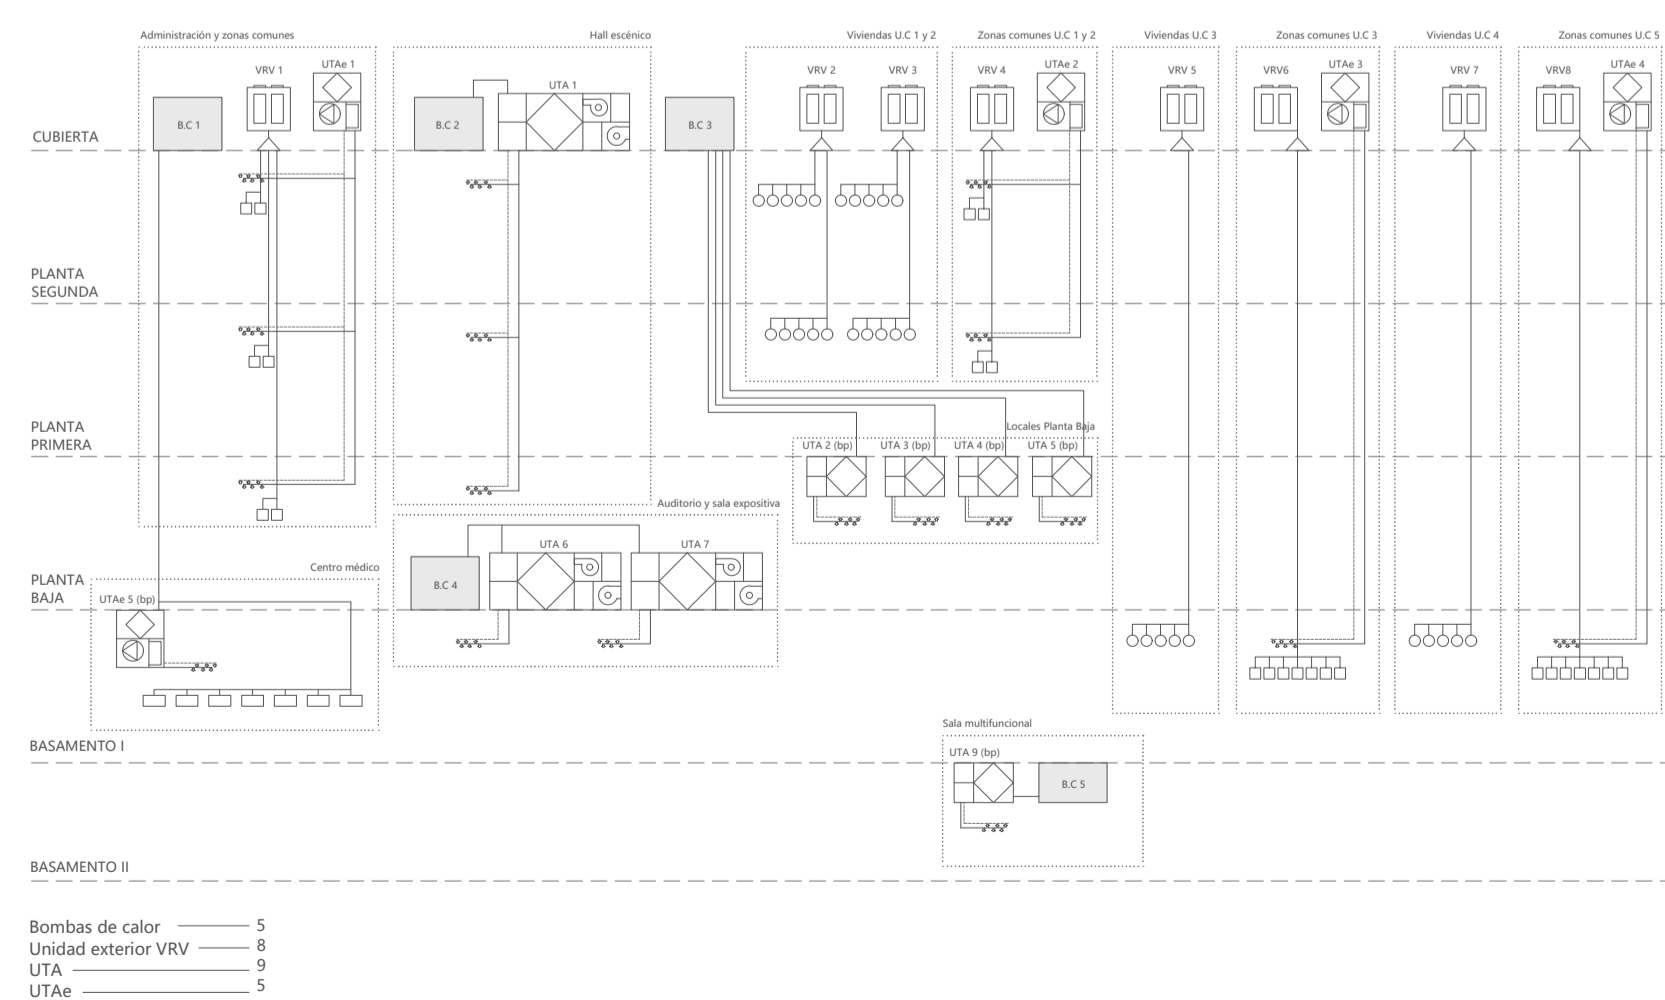 Administración y zonas comunes
Hall escénico
Viviendas U.C 1 y 2
Zonas comunes U.C 1 y 2
Viviendas U.C 3
Zonas comunes U.C 3
Viviendas U.C 4
Zonas comunes U.C 5
VRV 1
UTAe 1
UTA 1
VRV 2
VRV 3
VRV 4
UTAe 2
VRV 5
VRV6
UTAe 3
VRV 7
VRV8
UTAe 4
B.C 1
B.C 2
B.C 3
CUBIERTA
PLANTA
SEGUNDA
PLANTA
PRIMERA
Locales Planta Baja
UTA 2 (bp)
UTA 3 (bp)
UTA 4 (bp)
UTA 5 (bp)
Auditorio y sala expositiva
UTA 6
UTA 7
B.C 4
Centro médico
PLANTA
BAJA
UTAe 5 (bp)
Sala multifuncional
BASAMENTO I
UTA 9 (bp)
B.C 5
BASAMENTO II
Bombas de calor 5
Unidad exterior VRV 8
UTA 9
UTAe 5